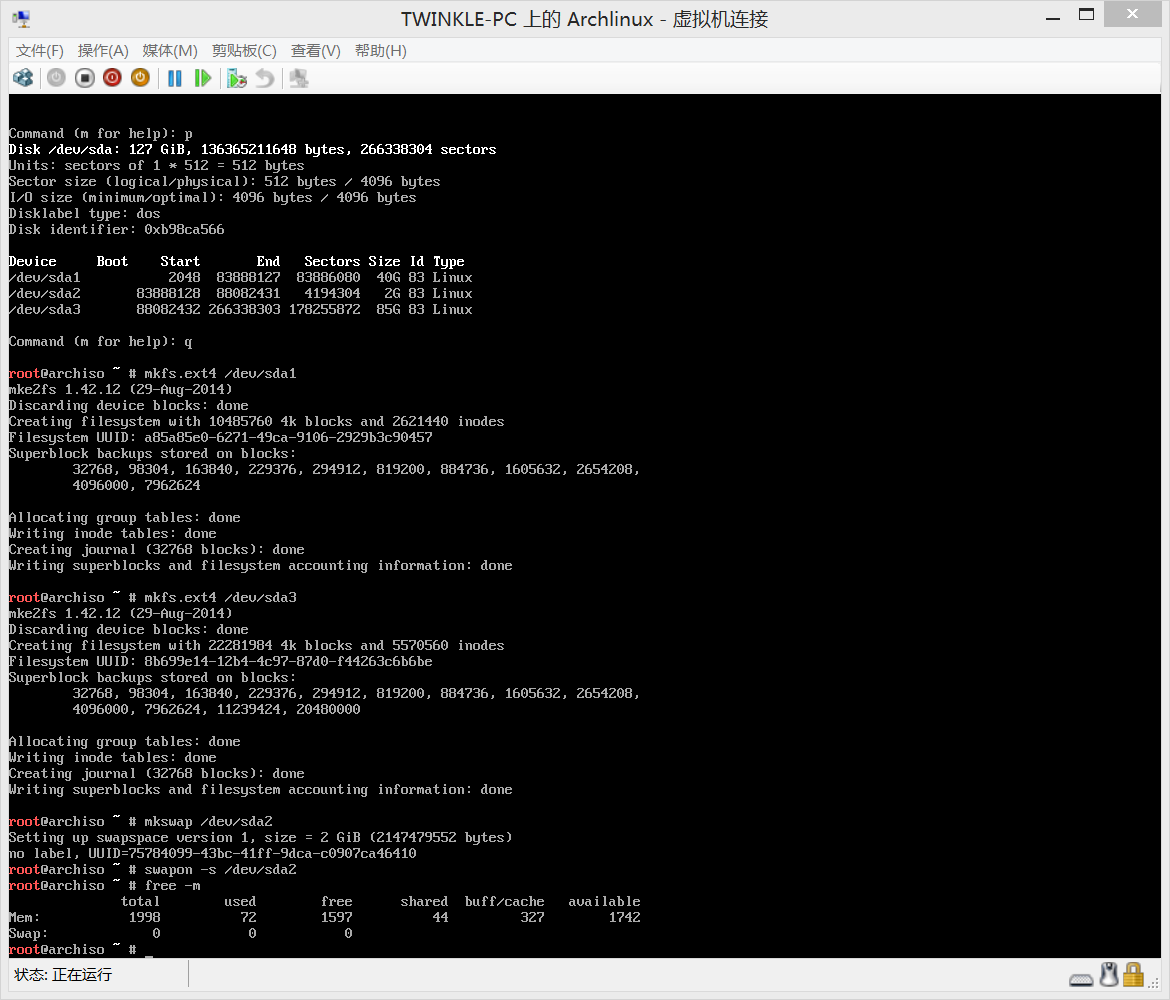 TWINKLE-PC 上的 Archlinux - 虚拟机连接
文件(F) 操作(A) 媒体(M) 剪贴板(C) 查看(V) 帮助(H)
Command (m for help): p
Disk /dev/sda: 127 GiB, 136365211648 bytes, 266338304 sectors
Units: sectors of 1 * 512 = 512 bytes
Sector size (logical/physical): 512 bytes / 4096 bytes
I/O size (minimum/optimal): 4096 bytes / 4096 bytes
Disklabel type: dos
Disk identifier: 0xb98ca566
Device     Boot    Start       End   Sectors Size Id Type
/dev/sda1           2048  83888127  83886080  40G 83 Linux
/dev/sda2       83888128  88082431   4194304   2G 83 Linux
/dev/sda3       88082432 266338303 178255872  85G 83 Linux
Command (m for help): q
root@archiso ~ # mkfs.ext4 /dev/sda1
mke2fs 1.42.12 (29-Aug-2014)
Discarding device blocks: done
Creating filesystem with 10485760 4k blocks and 2621440 inodes
Filesystem UUID: a85a85e0-6271-49ca-9106-2929b3c90457
Superblock backups stored on blocks:
32768, 98304, 163840, 229376, 294912, 819200, 884736, 1605632, 2654208,
4096000, 7962624
Allocating group tables: done
Writing inode tables: done
Creating journal (32768 blocks): done
Writing superblocks and filesystem accounting information: done
root@archiso ~ # mkfs.ext4 /dev/sda3
mke2fs 1.42.12 (29-Aug-2014)
Discarding device blocks: done
Creating filesystem with 22281984 4k blocks and 5570560 inodes
Filesystem UUID: 8b699e14-12b4-4c97-87d0-f44263c6b6be
Superblock backups stored on blocks:
32768, 98304, 163840, 229376, 294912, 819200, 884736, 1605632, 2654208,
4096000, 7962624, 11239424, 20480000
Allocating group tables: done
Writing inode tables: done
Creating journal (32768 blocks): done
Writing superblocks and filesystem accounting information: done
root@archiso ~ # mkswap /dev/sda2
Setting up swapspace version 1, size = 2 GiB (2147479552 bytes)
no label, UUID=75784099-43bc-41ff-9dca-c0907ca46410
root@archiso ~ # swapon -s /dev/sda2
root@archiso ~ # free -m
total        used        free      shared  buff/cache   available
Mem:           1998          72        1597          44         327        1742
Swap:             0           0           0
root@archiso ~ # _
状态: 正在运行